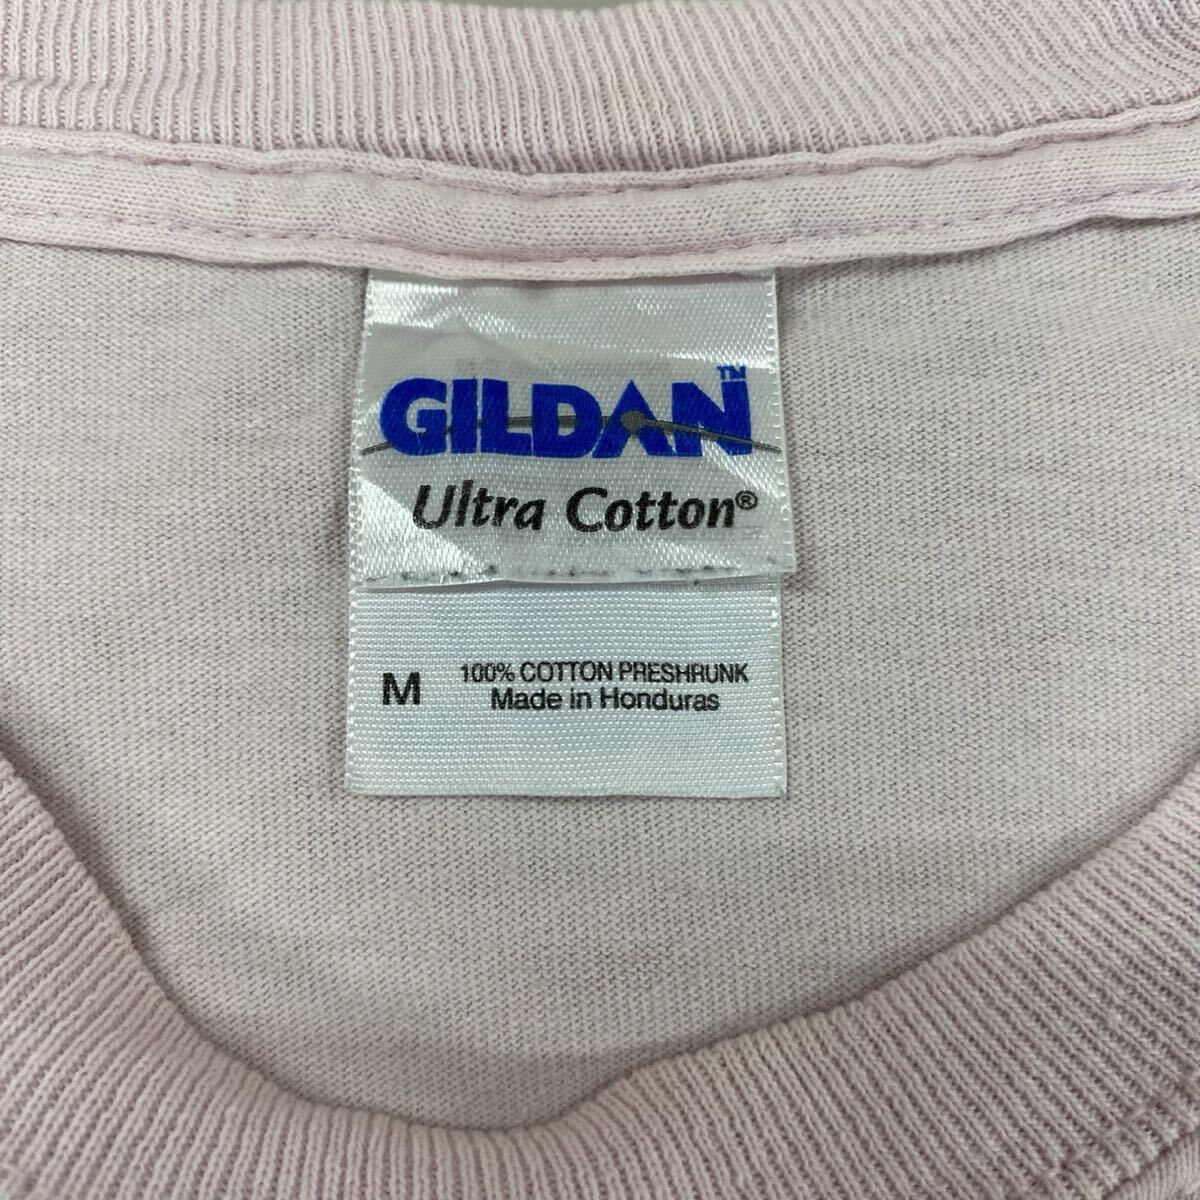 GILDAN™
Ultra Cotton®
M
100% COTTON PRESHRUNK
Made in Honduras